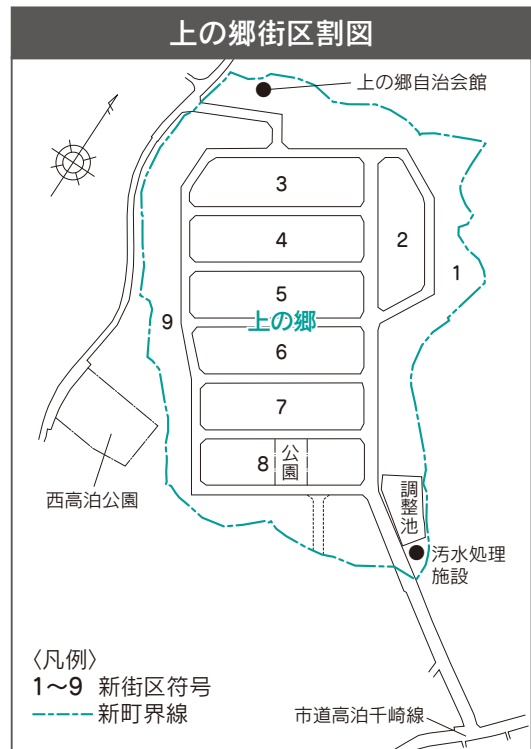 上の郷街区割図
上の郷自治会館
3
4
2
1
5
上の郷
9
6
7
8
公園
西高泊公園
調整池
汚水処理
施設
〈凡例〉
1～9 新街区符号
新町界線
市道高泊千崎線